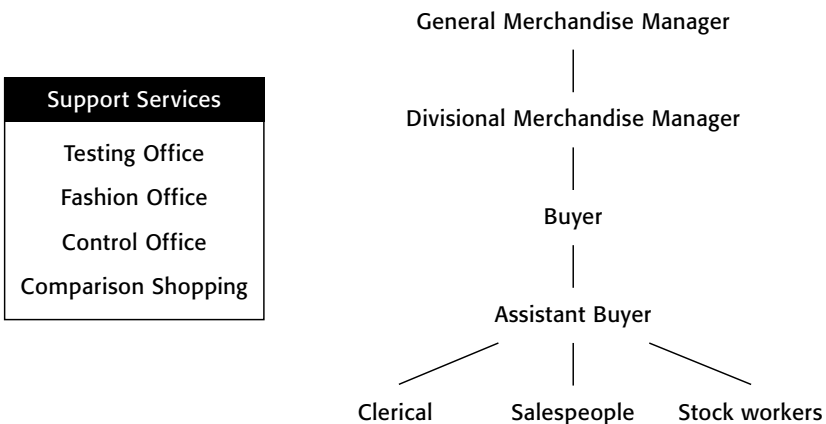 General Merchandise Manager
Support Services
Testing Office
Fashion Office
Control Office
Comparison Shopping
Divisional Merchandise Manager
Buyer
Assistant Buyer
Clerical
Salespeople
Stock workers